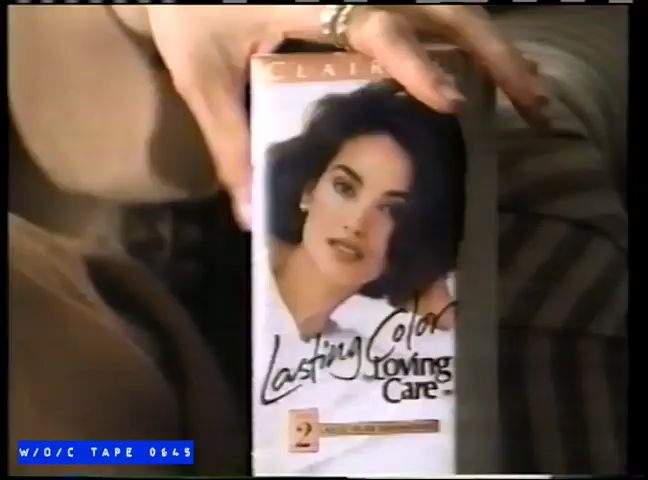 CLAIR
Lasting Color
Loving
Care
2
W/O/C TAPE 0645